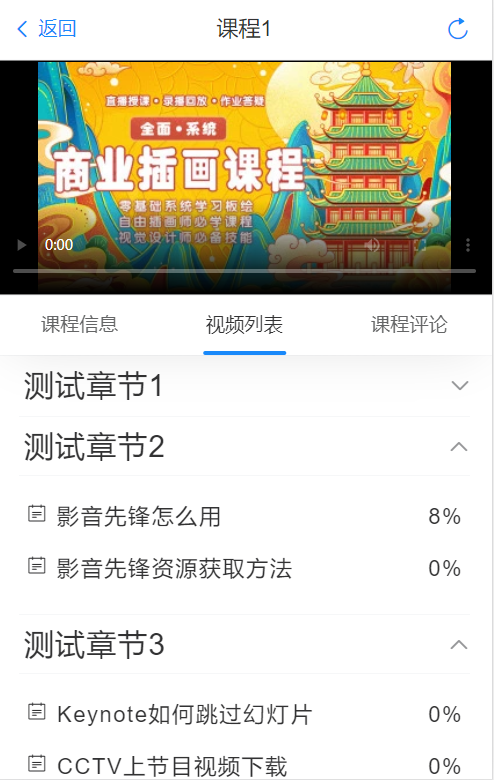 返回
课程1
直播授课·录播回放·作业答疑
全面·系统
商业插画课程
零基础系统学习板绘
自由插画师必学课程
视觉设计师必备技能
0:00
课程信息
视频列表
课程评论
测试章节1
测试章节2
影音先锋怎么用 8%
影音先锋资源获取方法 0%
测试章节3
Keynote如何跳过幻灯片 0%
CCTV上节目视频下载 0%